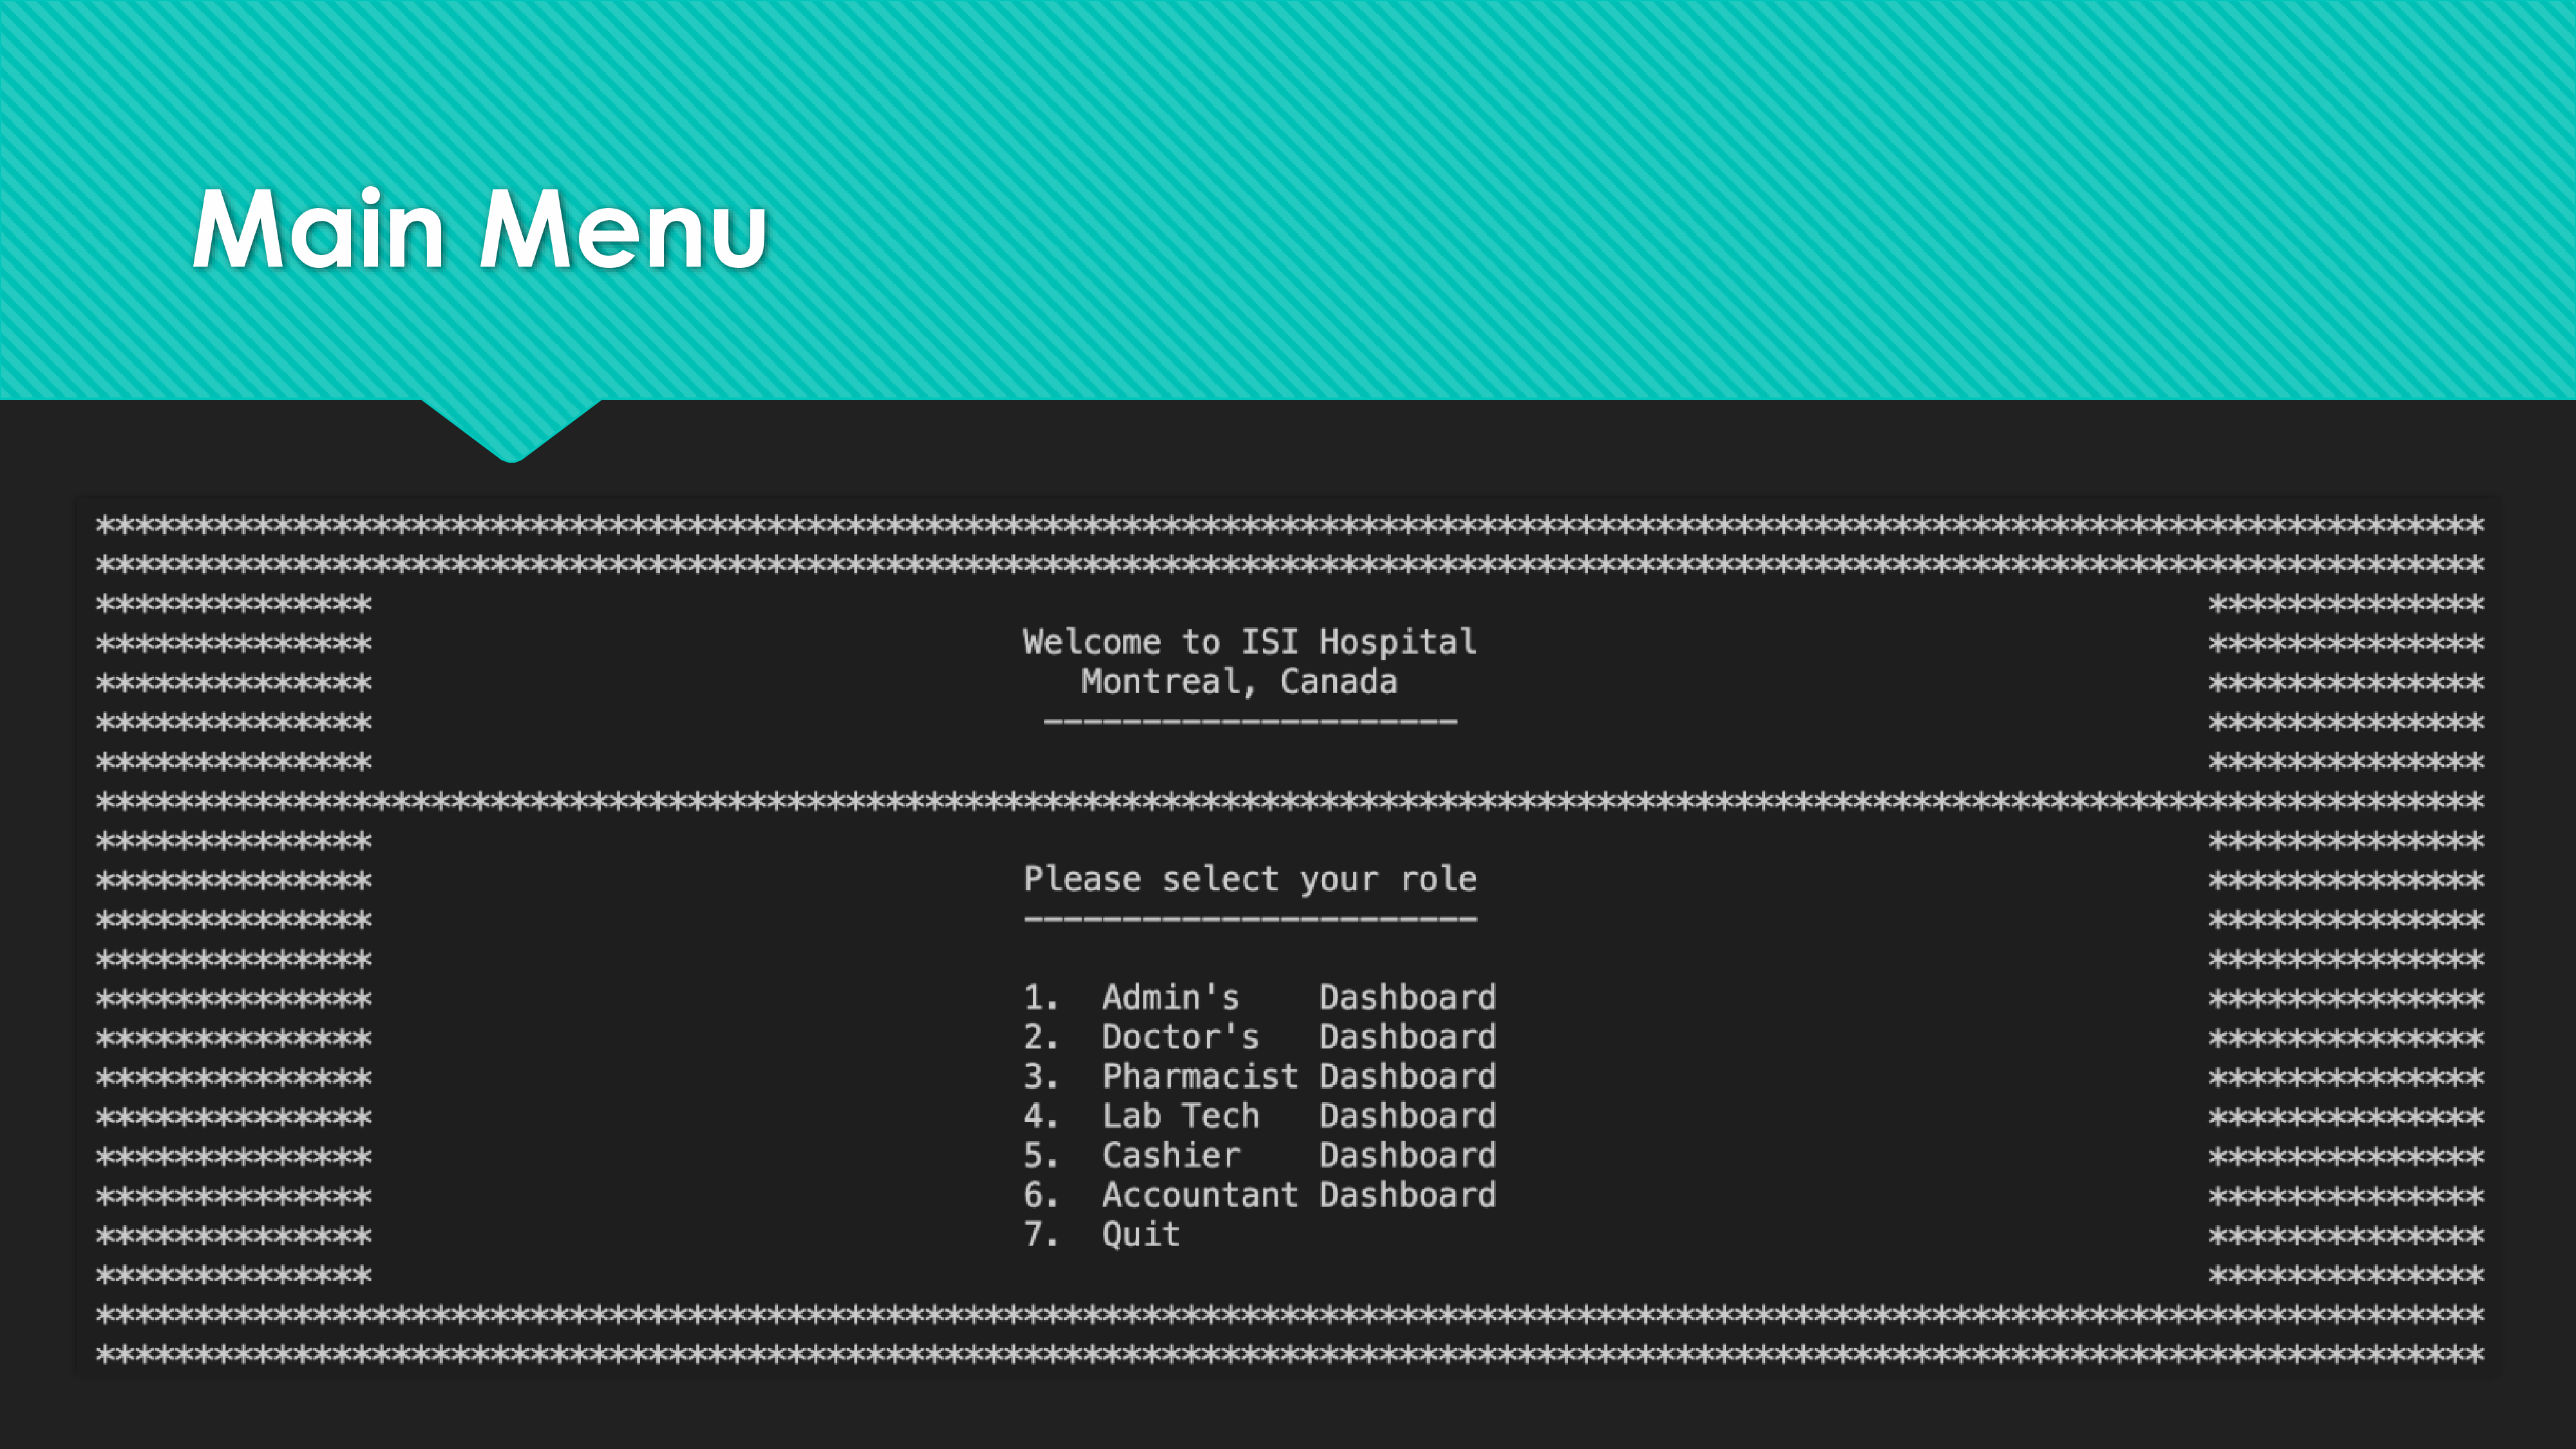 Main Menu
*************************************************************************************************************************
*************************************************************************************************************************
************** **************
************** Welcome to ISI Hospital **************
************** Montreal, Canada **************
************** --------------------- **************
************** **************
*************************************************************************************************************************
************** **************
************** Please select your role **************
************** ----------------------- **************
************** **************
************** 1. Admin's Dashboard **************
************** 2. Doctor's Dashboard **************
************** 3. Pharmacist Dashboard **************
************** 4. Lab Tech Dashboard **************
************** 5. Cashier Dashboard **************
************** 6. Accountant Dashboard **************
************** 7. Quit **************
************** **************
*************************************************************************************************************************
*************************************************************************************************************************